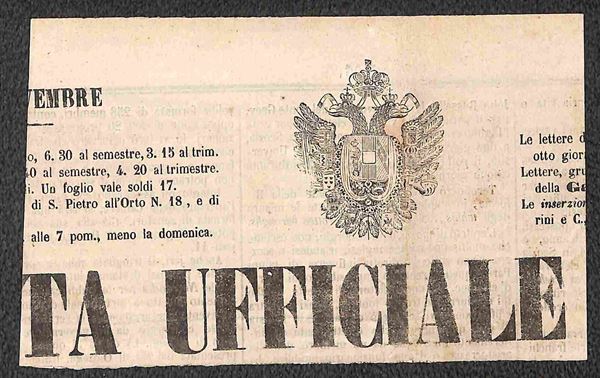 VEMBRE
o, 6. 30 al semestre, 3. 15 al trim.
40 al semestre, 4. 20 al trimestre.
i. Un foglio vale soldi 17.
di S. Pietro all'Orto N. 18, e di
alle 7 pom., meno la domenica.
Le lettere d
otto gior
Lettere, gru
della Ga
Le inserzion
rini e C.,
TA UFFICIALE